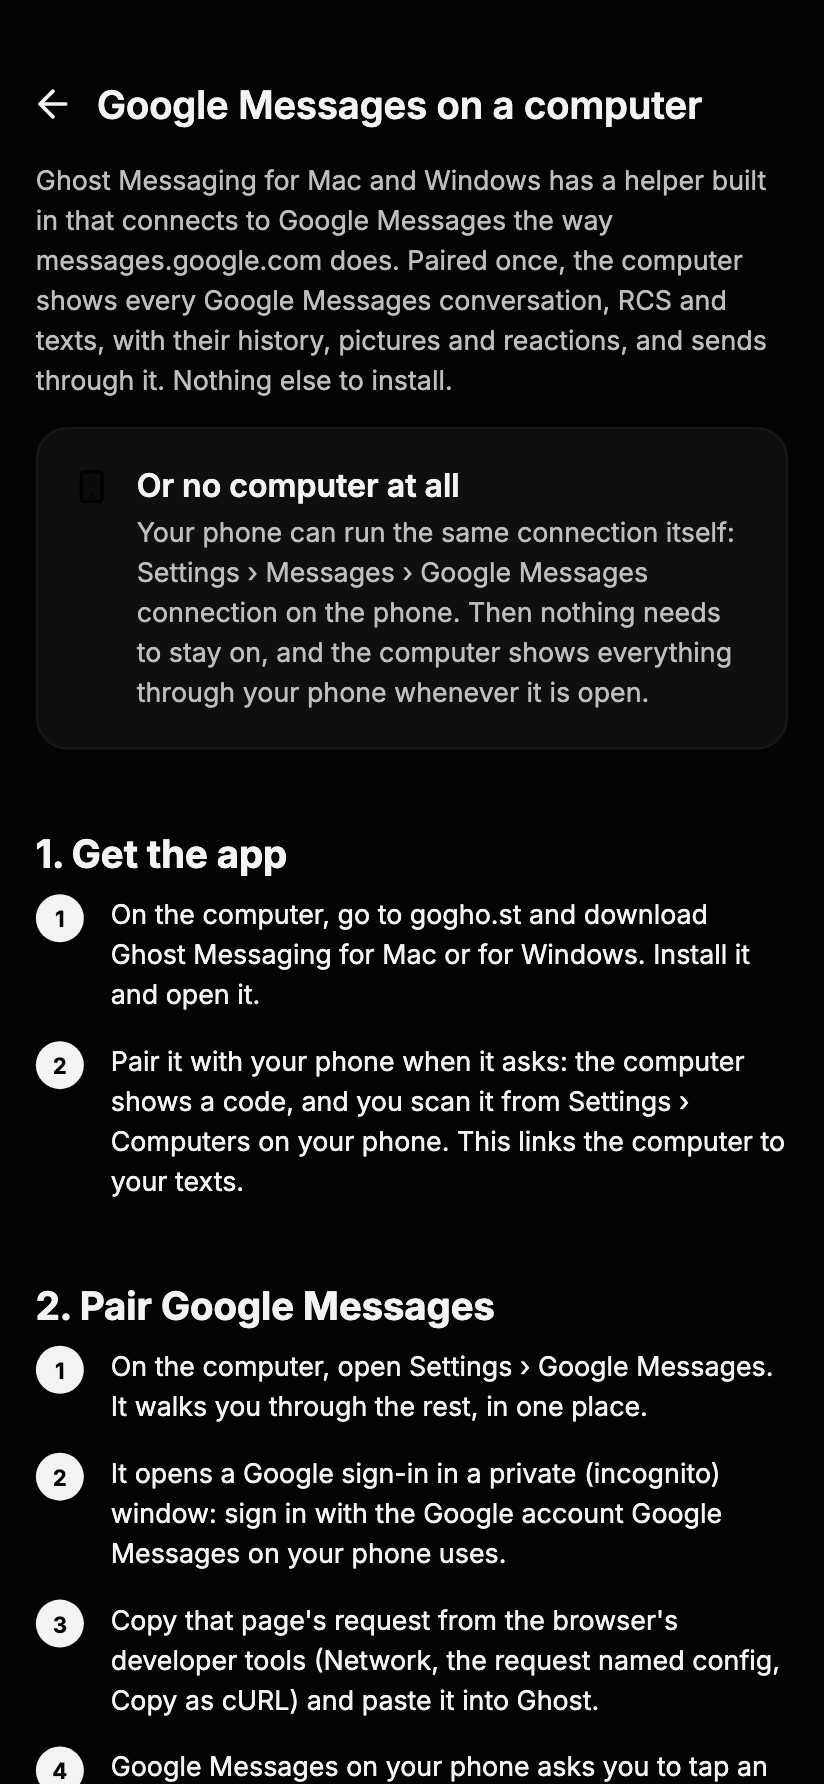 Google Messages on a computer
Ghost Messaging for Mac and Windows has a helper built
in that connects to Google Messages the way
messages.google.com does. Paired once, the computer
shows every Google Messages conversation, RCS and
texts, with their history, pictures and reactions, and sends
through it. Nothing else to install.
Or no computer at all
Your phone can run the same connection itself:
Settings › Messages › Google Messages
connection on the phone. Then nothing needs
to stay on, and the computer shows everything
through your phone whenever it is open.
1. Get the app
1 On the computer, go to gogho.st and download
Ghost Messaging for Mac or for Windows. Install it
and open it.
2 Pair it with your phone when it asks: the computer
shows a code, and you scan it from Settings ›
Computers on your phone. This links the computer to
your texts.
2. Pair Google Messages
1 On the computer, open Settings › Google Messages.
It walks you through the rest, in one place.
2 It opens a Google sign-in in a private (incognito)
window: sign in with the Google account Google
Messages on your phone uses.
3 Copy that page's request from the browser's
developer tools (Network, the request named config,
Copy as cURL) and paste it into Ghost.
4 Google Messages on your phone asks you to tap an